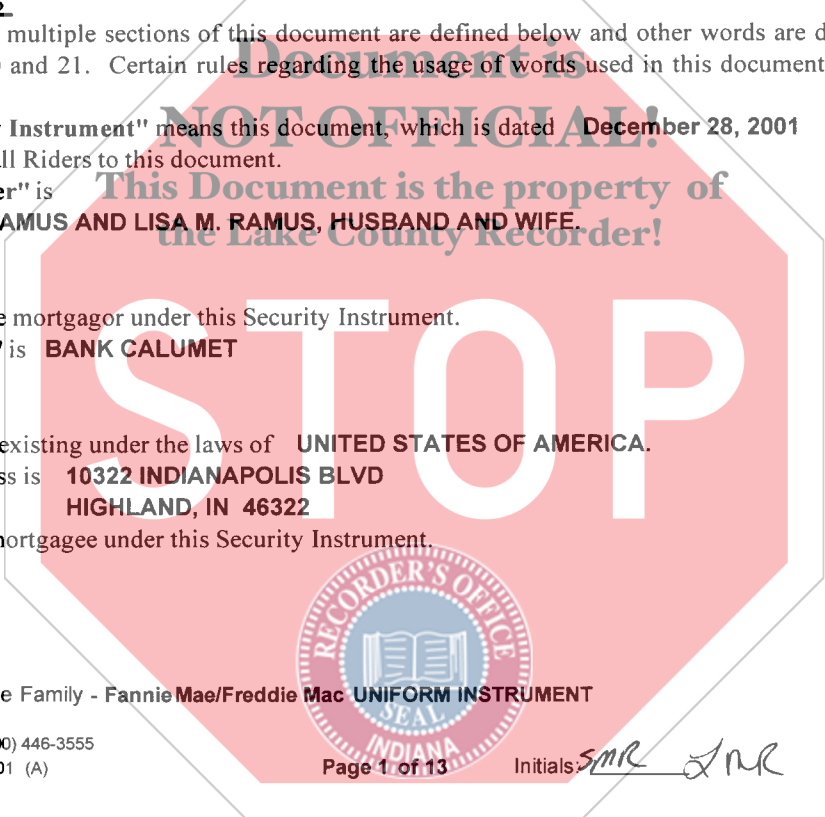 multiple sections of this document are defined below and other words are d
and 21. Certain rules regarding the usage of words used in this document
Document is
NOT OFFICIAL!
Instrument" means this document, which is dated December 28, 2001
ll Riders to this document.
This Document is the property of
the Lake County Recorder!
er" is
AMUS AND LISA M. RAMUS, HUSBAND AND WIFE.
e mortgagor under this Security Instrument.
" is BANK CALUMET
STOP
existing under the laws of UNITED STATES OF AMERICA.
ss is 10322 INDIANAPOLIS BLVD
HIGHLAND, IN 46322
mortgagee under this Security Instrument.
RECORDER'S OFFICE
SEAL
INDIANA
e Family - Fannie Mae/Freddie Mac UNIFORM INSTRUMENT
0) 446-3555
01 (A)
Page 1 of 13
Initials: SMR LMR